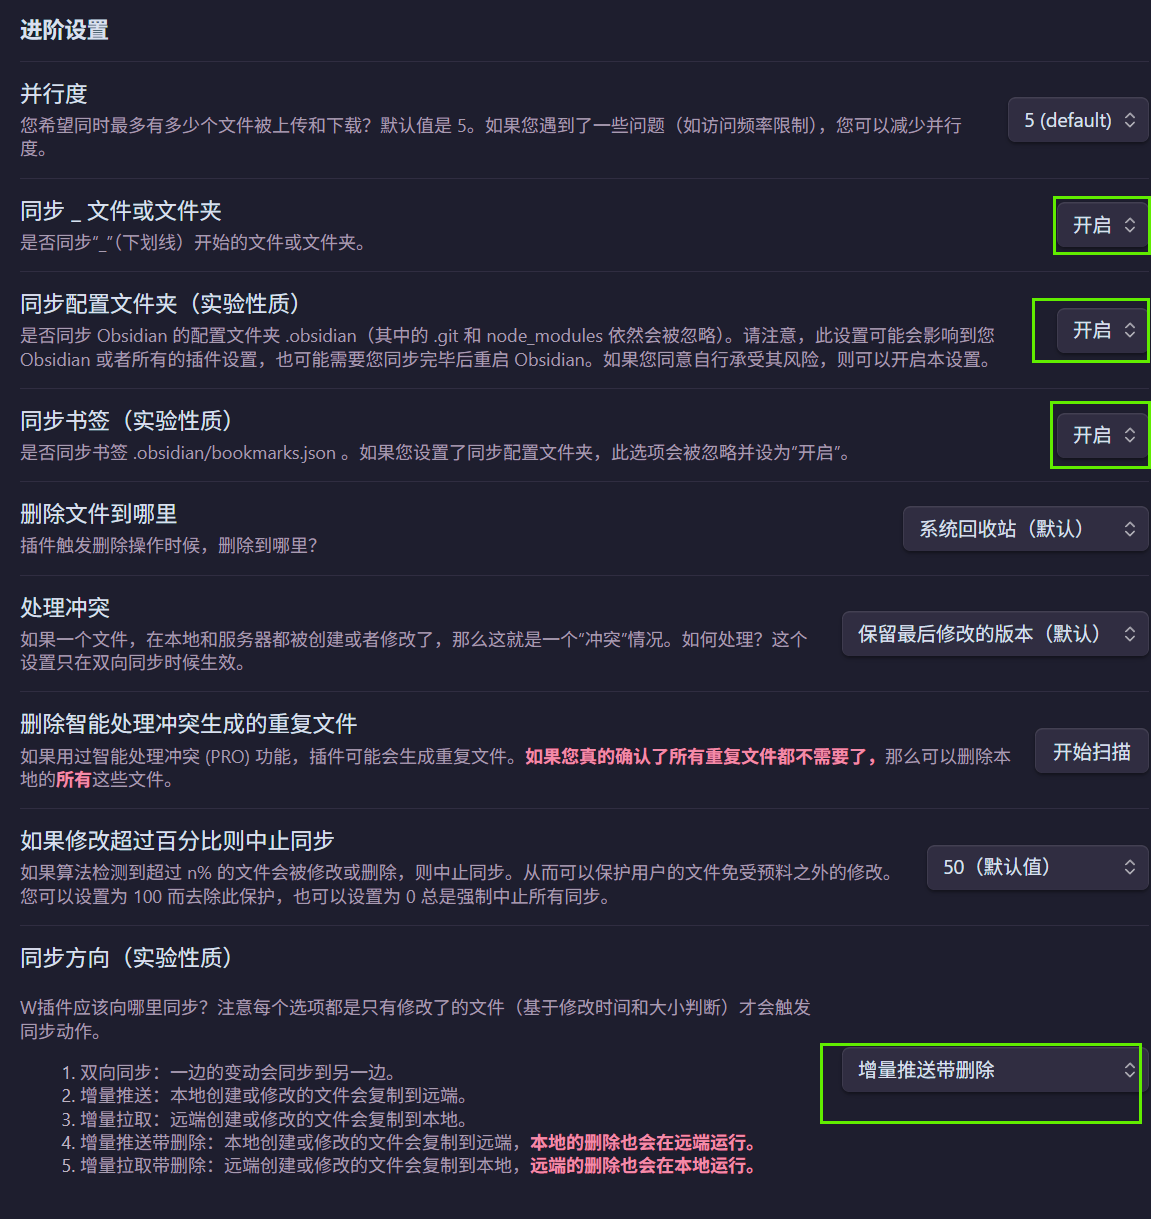 进阶设置
并行度
您希望同时最多有多少个文件被上传和下载？默认值是 5。如果您遇到了一些问题（如访问频率限制），您可以减少并行
度。
5 (default)
同步 _ 文件或文件夹
是否同步“_”（下划线）开始的文件或文件夹。
开启
同步配置文件夹（实验性质）
是否同步 Obsidian 的配置文件夹 .obsidian（其中的 .git 和 node_modules 依然会被忽略）。请注意，此设置可能会影响到您
Obsidian 或者所有的插件设置，也可能需要您同步完毕后重启 Obsidian。如果您同意自行承受其风险，则可以开启本设置。
开启
同步书签（实验性质）
是否同步书签 .obsidian/bookmarks.json 。如果您设置了同步配置文件夹，此选项会被忽略并设为“开启”。
开启
删除文件到哪里
插件触发删除操作时候，删除到哪里？
系统回收站（默认）
处理冲突
如果一个文件，在本地和服务器都被创建或者修改了，那么这就是一个“冲突”情况。如何处理？这个
设置只在双向同步时候生效。
保留最后修改的版本（默认）
删除智能处理冲突生成的重复文件
如果用过智能处理冲突 (PRO) 功能，插件可能会生成重复文件。如果您真的确认了所有重复文件都不需要了，那么可以删除本
地的所有这些文件。
开始扫描
如果修改超过百分比则中止同步
如果算法检测到超过 n% 的文件会被修改或删除，则中止同步。从而可以保护用户的文件免受预料之外的修改。
您可以设置为 100 而去除此保护，也可以设置为 0 总是强制中止所有同步。
50（默认值）
同步方向（实验性质）
W插件应该向哪里同步？注意每个选项都是只有修改了的文件（基于修改时间和大小判断）才会触发
同步动作。
1. 双向同步：一边的变动会同步到另一边。
2. 增量推送：本地创建或修改的文件会复制到远端。
3. 增量拉取：远端创建或修改的文件会复制到本地。
4. 增量推送带删除：本地创建或修改的文件会复制到远端，本地的删除也会在远端运行。
5. 增量拉取带删除：远端创建或修改的文件会复制到本地，远端的删除也会在本地运行。
增量推送带删除